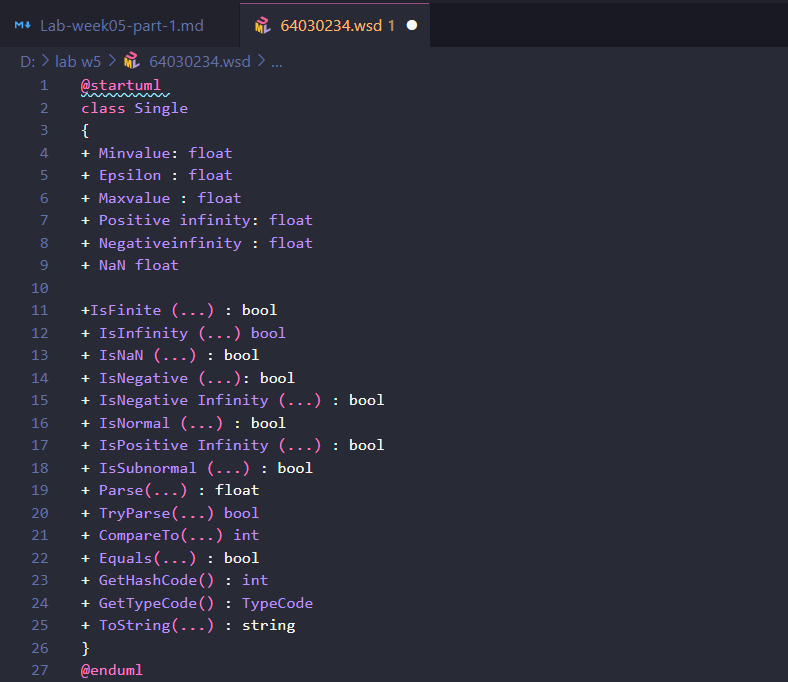 Lab-week05-part-1.md 64030234.wsd 1
D: > lab w5 > 64030234.wsd > ...
1 @startuml
2 class Single
3 {
4 + Minvalue: float
5 + Epsilon : float
6 + Maxvalue : float
7 + Positive infinity: float
8 + Negativeinfinity : float
9 + NaN float
10
11 +IsFinite (...) : bool
12 + IsInfinity (...) bool
13 + IsNaN (...) : bool
14 + IsNegative (...): bool
15 + IsNegative Infinity (...) : bool
16 + IsNormal (...) : bool
17 + IsPositive Infinity (...) : bool
18 + IsSubnormal (...) : bool
19 + Parse(...) : float
20 + TryParse(...) bool
21 + CompareTo(...) int
22 + Equals(...) : bool
23 + GetHashCode() : int
24 + GetTypeCode() : TypeCode
25 + ToString(...) : string
26 }
27 @enduml